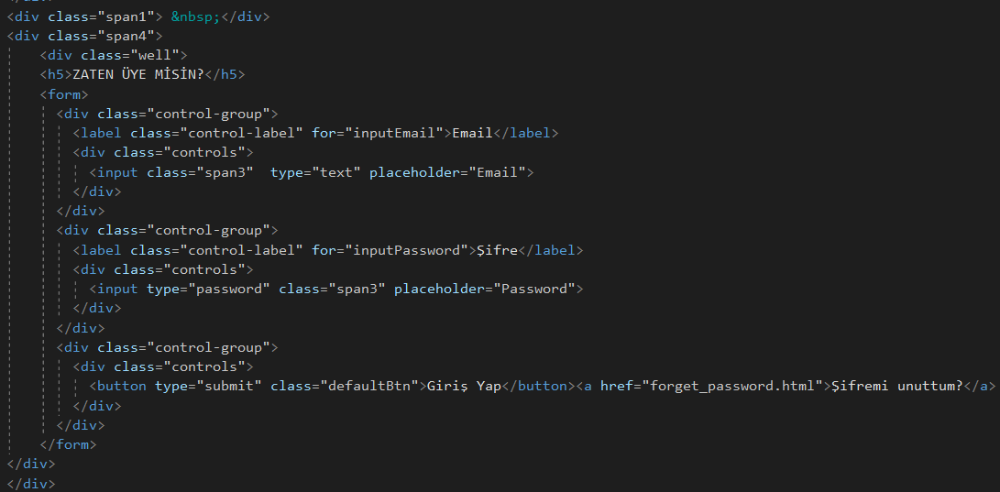 <div class="span1"> &nbsp;</div>
<div class="span4">
<div class="well">
<h5>ZATEN ÜYE MİSİN?</h5>
<form>
<div class="control-group">
<label class="control-label" for="inputEmail">Email</label>
<div class="controls">
<input class="span3"  type="text" placeholder="Email">
</div>
</div>
<div class="control-group">
<label class="control-label" for="inputPassword">Şifre</label>
<div class="controls">
<input type="password" class="span3" placeholder="Password">
</div>
</div>
<div class="control-group">
<div class="controls">
<button type="submit" class="defaultBtn">Giriş Yap</button><a href="forget_password.html">Şifremi unuttum?</a>
</div>
</div>
</form>
</div>
</div>